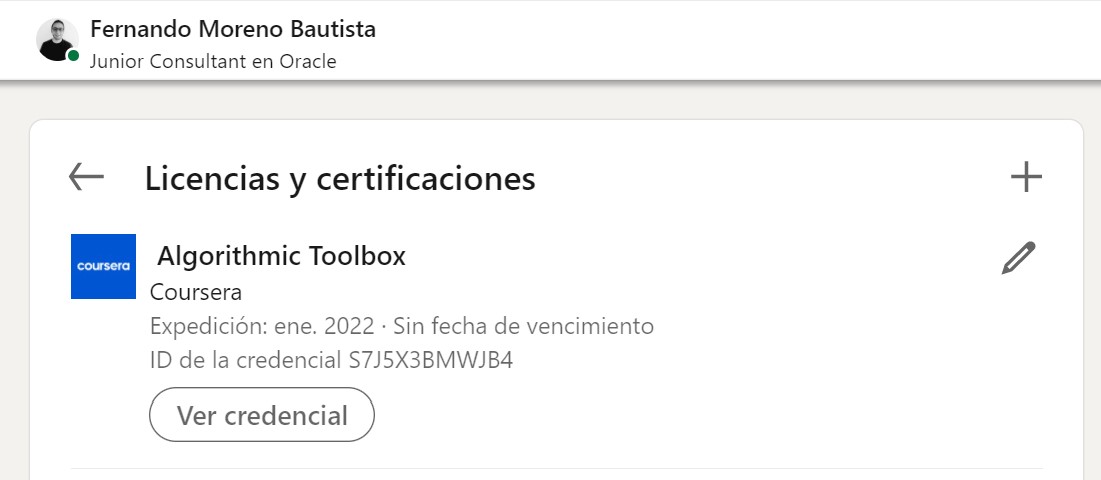 Fernando Moreno Bautista
Junior Consultant en Oracle
Licencias y certificaciones
coursera
Algorithmic Toolbox
Coursera
Expedición: ene. 2022 · Sin fecha de vencimiento
ID de la credencial S7J5X3BMWJB4
Ver credencial